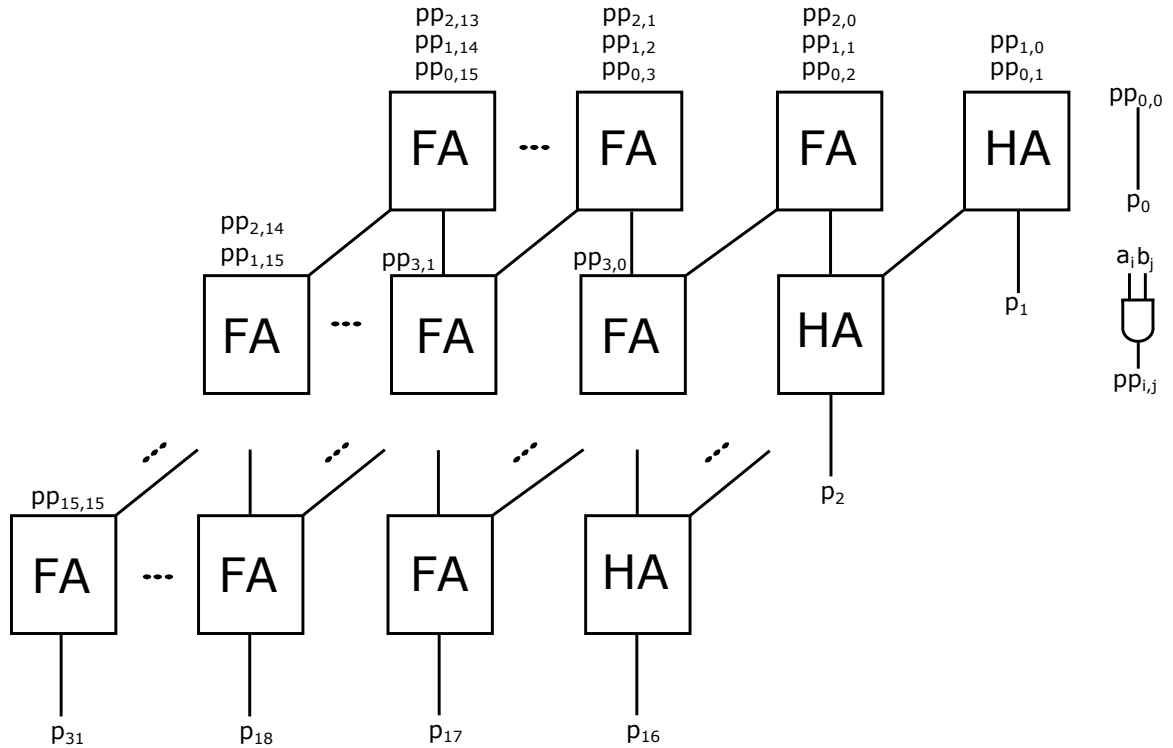 pp2,13 pp2,1 pp2,0
pp1,14 pp1,2 pp1,1 pp1,0
pp0,15 pp0,3 pp0,2 pp0,1
pp0,0
FA ... FA FA HA
p0
pp2,14
pp1,15 pp3,1 pp3,0 aibj
FA ... FA FA HA
p1
ppi,j
p2
pp15,15
FA ... FA FA HA
p31 p18 p17 p16